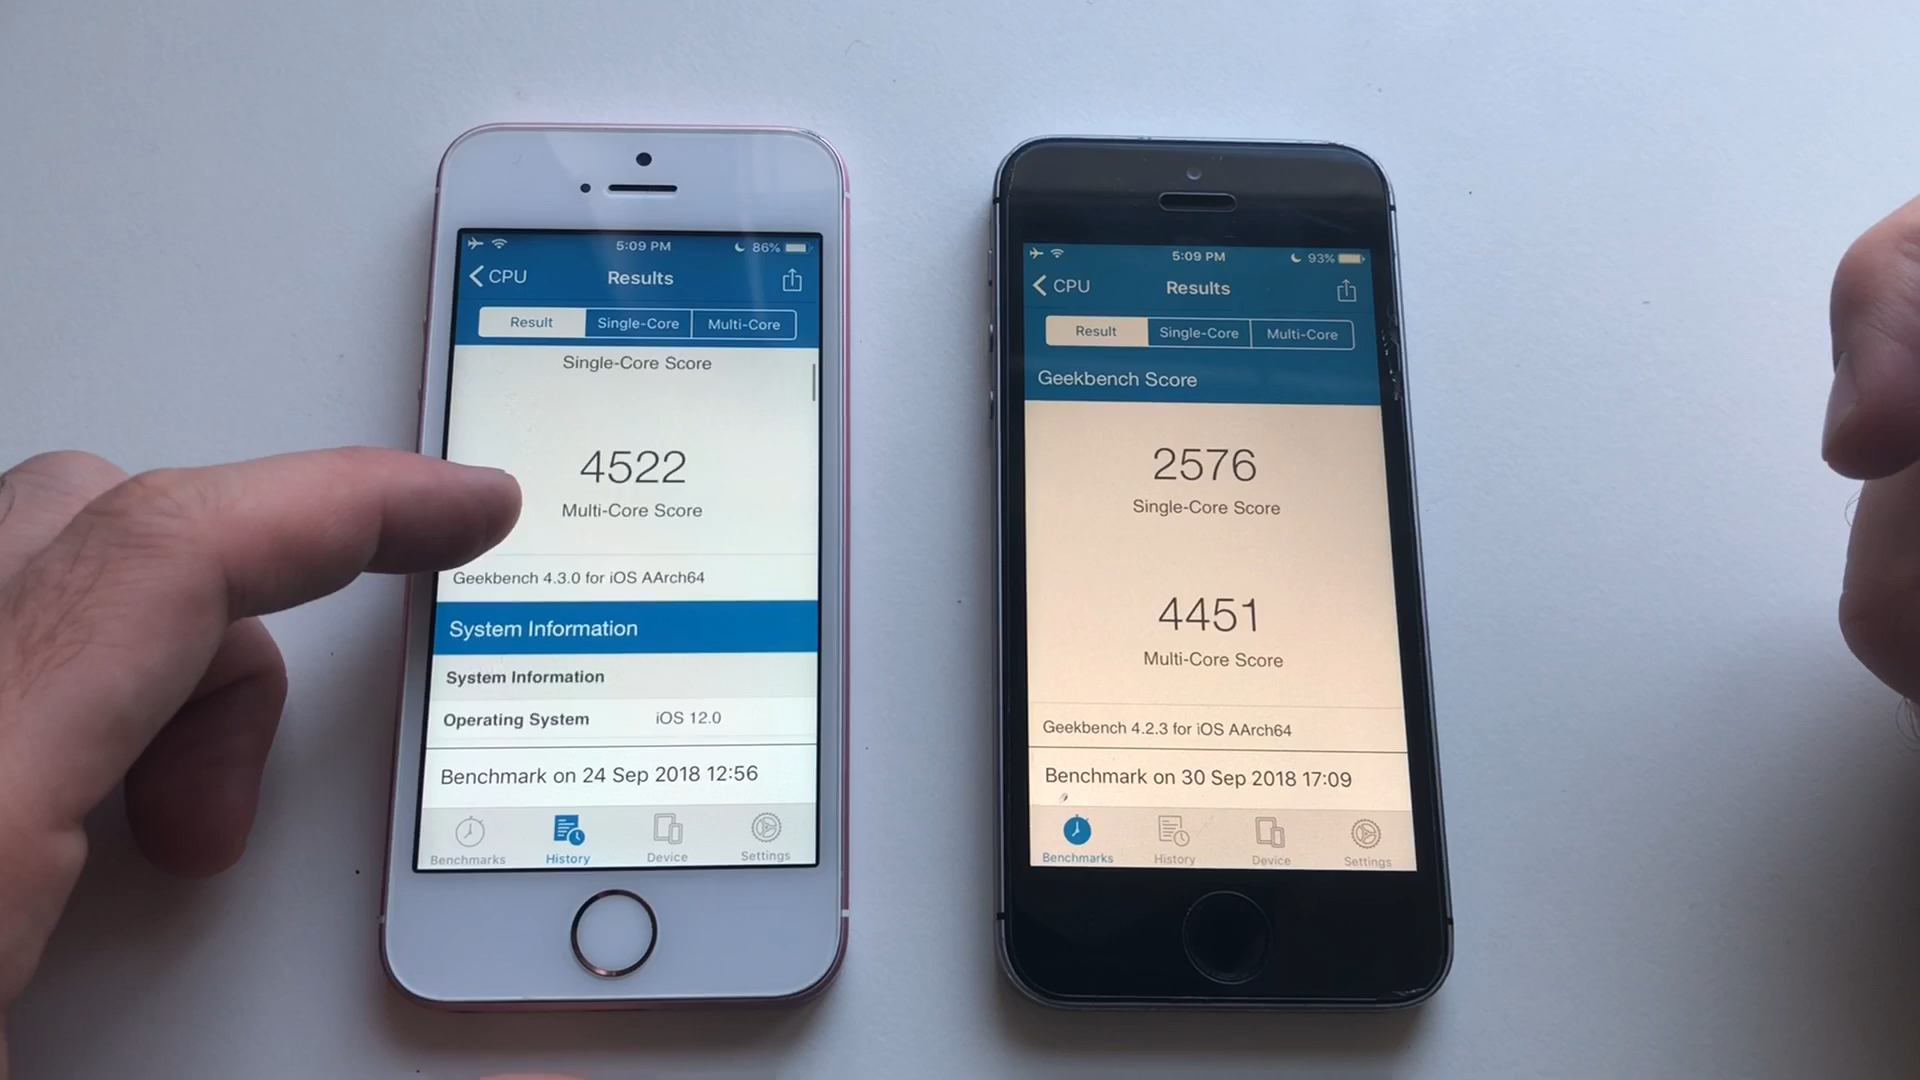 5:09 PM
86%
CPU
Results
Result
Single-Core
Multi-Core
Single-Core Score
4522
Multi-Core Score
Geekbench 4.3.0 for iOS AArch64
System Information
System Information
Operating System
iOS 12.0
Benchmark on 24 Sep 2018 12:56
Benchmarks
History
Device
Settings
5:09 PM
93%
CPU
Results
Result
Single-Core
Multi-Core
Geekbench Score
2576
Single-Core Score
4451
Multi-Core Score
Geekbench 4.2.3 for iOS AArch64
Benchmark on 30 Sep 2018 17:09
Benchmarks
History
Device
Settings